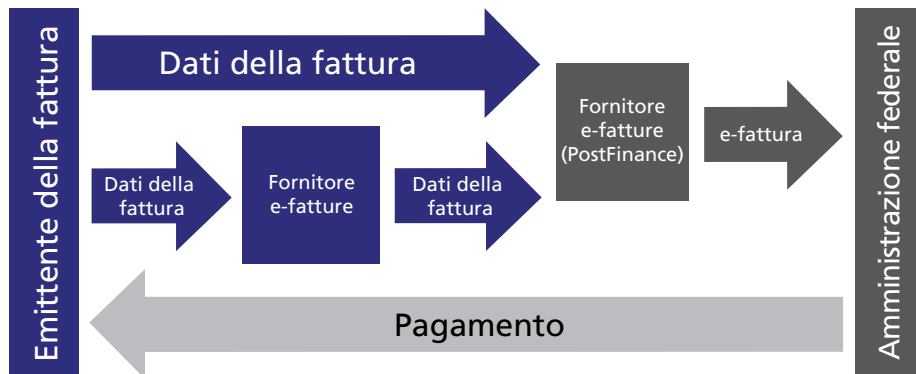 Emittente della fattura
Dati della fattura
Dati della
fattura
Fornitore
e-fatture
Dati della
fattura
Fornitore
e-fatture
(PostFinance)
e-fattura
Amministrazione federale
Pagamento